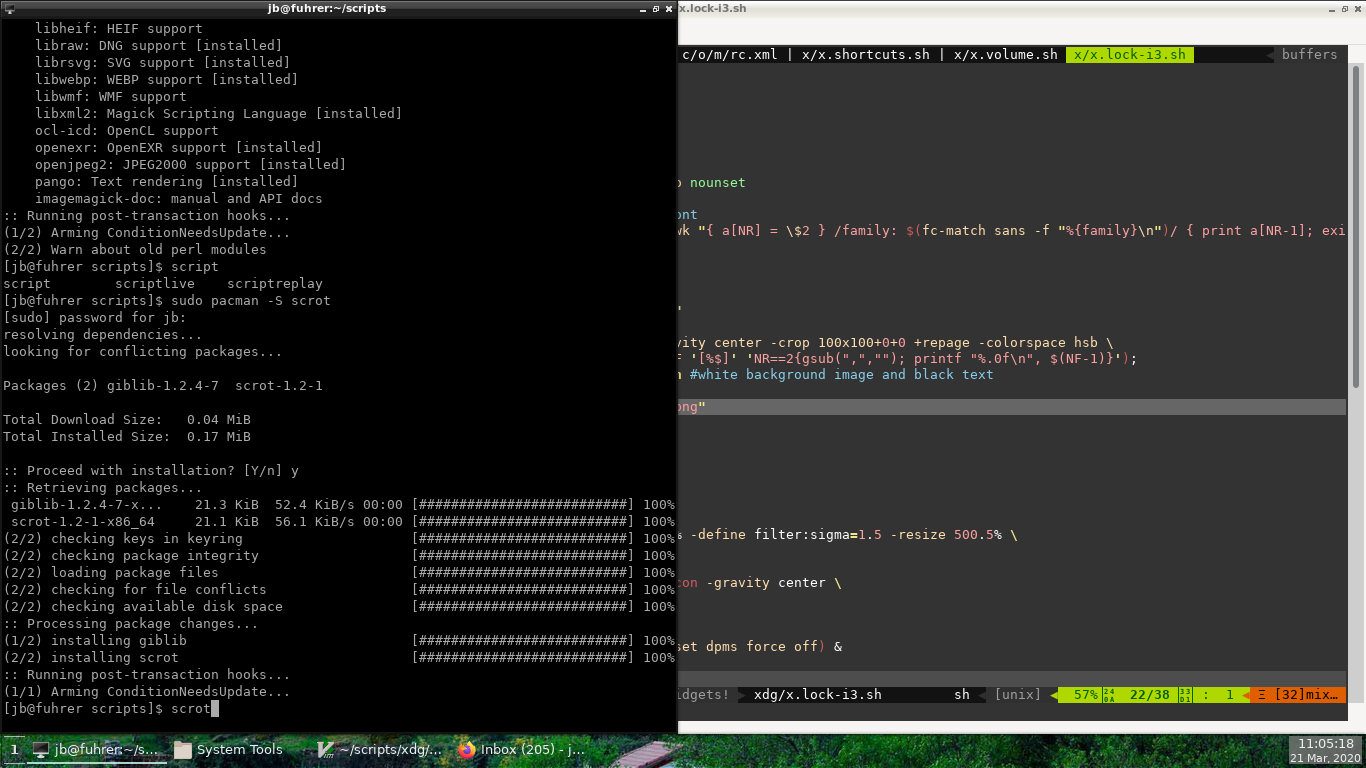 jb@fuhrer:~/scripts
libheif: HEIF support
libraw: DNG support [installed]
librsvg: SVG support [installed]
libwebp: WEBP support [installed]
libwmf: WMF support
libxml2: Magick Scripting Language [installed]
ocl-icd: OpenCL support
openexr: OpenEXR support [installed]
openjpeg2: JPEG2000 support [installed]
pango: Text rendering [installed]
imagemagick-doc: manual and API docs
:: Running post-transaction hooks...
(1/2) Arming ConditionNeedsUpdate...
(2/2) Warn about old perl modules
[jb@fuhrer scripts]$ script
script        scriptlive    scriptreplay
[jb@fuhrer scripts]$ sudo pacman -S scrot
[sudo] password for jb:
resolving dependencies...
looking for conflicting packages...
Packages (2) giblib-1.2.4-7  scrot-1.2-1
Total Download Size:   0.04 MiB
Total Installed Size:  0.17 MiB
:: Proceed with installation? [Y/n] y
:: Retrieving packages...
giblib-1.2.4-7-x...    21.3 KiB  52.4 KiB/s 00:00 [##########################] 100%
scrot-1.2-1-x86_64     21.1 KiB  56.1 KiB/s 00:00 [##########################] 100%
(2/2) checking keys in keyring                     [##########################] 100%
(2/2) checking package integrity                   [##########################] 100%
(2/2) loading package files                        [##########################] 100%
(2/2) checking for file conflicts                  [##########################] 100%
(2/2) checking available disk space                [##########################] 100%
:: Processing package changes...
(1/2) installing giblib                            [##########################] 100%
(2/2) installing scrot                             [##########################] 100%
:: Running post-transaction hooks...
(1/1) Arming ConditionNeedsUpdate...
[jb@fuhrer scripts]$ scrot
x.lock-i3.sh
c/o/m/rc.xml | x/x.shortcuts.sh | x/x.volume.sh x/x.lock-i3.sh buffers
nounset
ont
wk "{ a[NR] = \$2 } /family: $(fc-match sans -f "%{family}\n")/ { print a[NR-1]; exi
"
vity center -crop 100x100+0+0 +repage -colorspace hsb \
F '[%$]' 'NR==2{gsub(",",""); printf "%.0f\n", $(NF-1)}');
#white background image and black text
png"
% -define filter:sigma=1.5 -resize 500.5% \
con -gravity center \
set dpms force off) &
idgets! xdg/x.lock-i3.sh sh [unix] 57% 22/38 : 1 Ξ [32]mix…
1 jb@fuhrer:~/s... System Tools ~/scripts/xdg/... Inbox (205) - j... 11:05:18
21 Mar, 2020